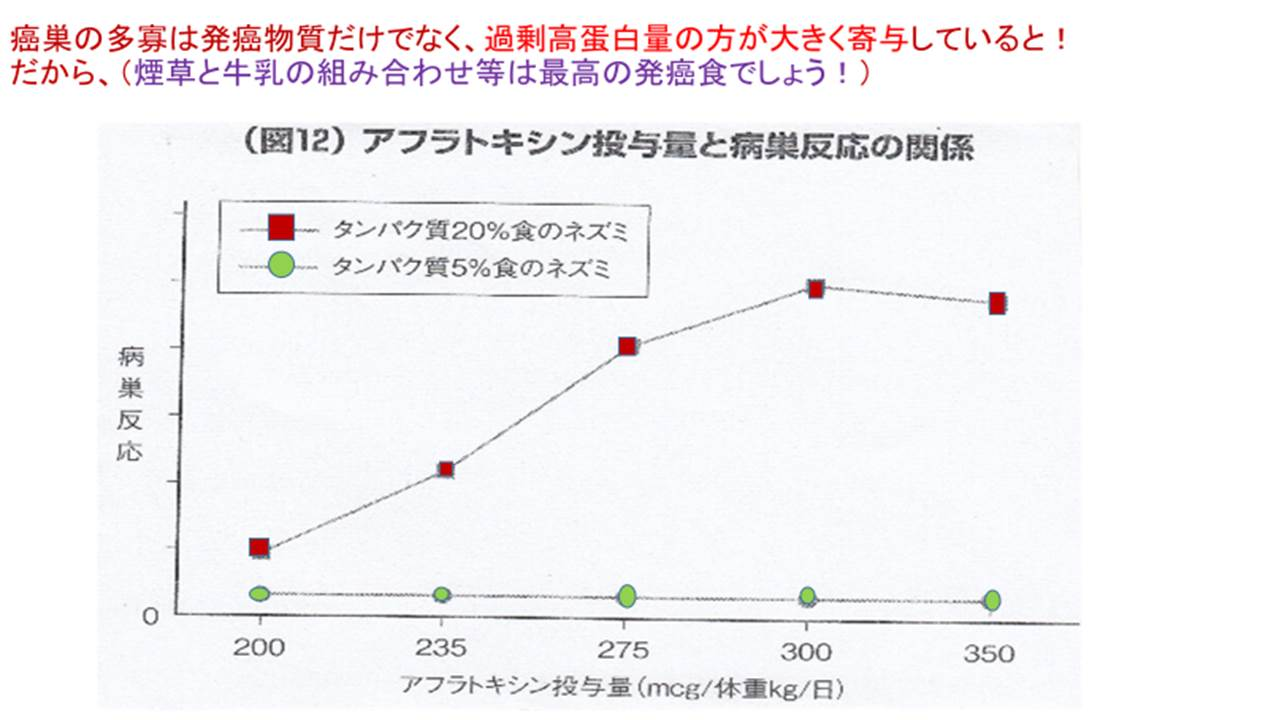 癌巣の多寡は発癌物質だけでなく、過剰高蛋白量の方が大きく寄与していると！
だから、（煙草と牛乳の組み合わせ等は最高の発癌食でしょう！）
（図12）アフラトキシン投与量と病巣反応の関係
タンパク質20%食のネズミ
タンパク質5%食のネズミ
病巣反応
0
200 235 275 300 350
アフラトキシン投与量（mcg/体重kg/日）